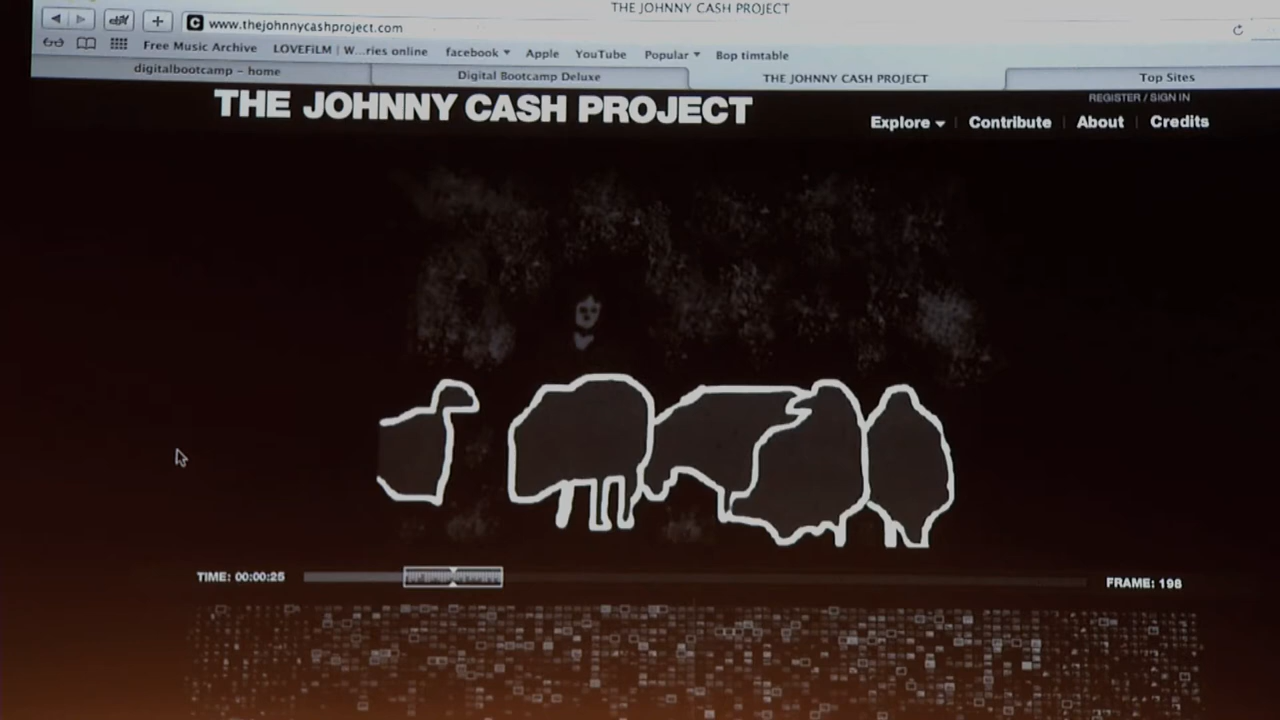 THE JOHNNY CASH PROJECT
www.thejohnnycashproject.com
Free Music Archive LOVEFiLM | W...ries online facebook Apple YouTube Popular Bop timtable
digitalbootcamp – home Digital Bootcamp Deluxe THE JOHNNY CASH PROJECT Top Sites
THE JOHNNY CASH PROJECT
REGISTER / SIGN IN
Explore Contribute About Credits
TIME: 00:00:25
FRAME: 198